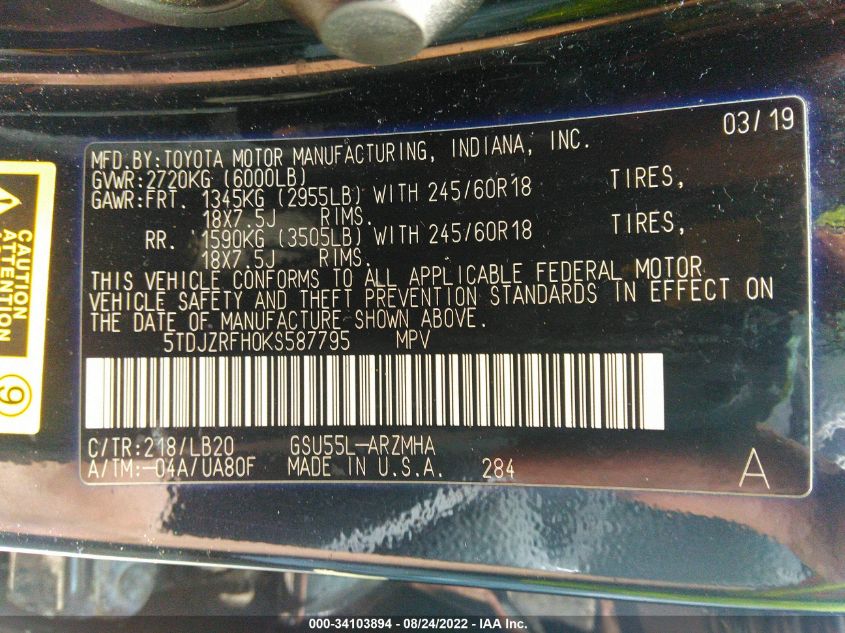 03/19
MFD.BY:TOYOTA MOTOR MANUFACTURING, INDIANA, INC.
GVWR:2720KG (6000LB)
GAWR:FRT. 1345KG (2955LB) WITH 245/60R18 TIRES,
18X7.5J RIMS.
RR. 1590KG (3505LB) WITH 245/60R18 TIRES,
18X7.5J RIMS.
THIS VEHICLE CONFORMS TO ALL APPLICABLE FEDERAL MOTOR
VEHICLE SAFETY AND THEFT PREVENTION STANDARDS IN EFFECT ON
THE DATE OF MANUFACTURE SHOWN ABOVE.
5TDJZRFH0KS587795 MPV
C/TR:218/LB20 GSU55L-ARZMHA
A/TM:-04A/UA80F MADE IN U.S.A. 284 A
CAUTION
ATTENTION
9
000-34103894 - 08/24/2022 - IAA Inc.